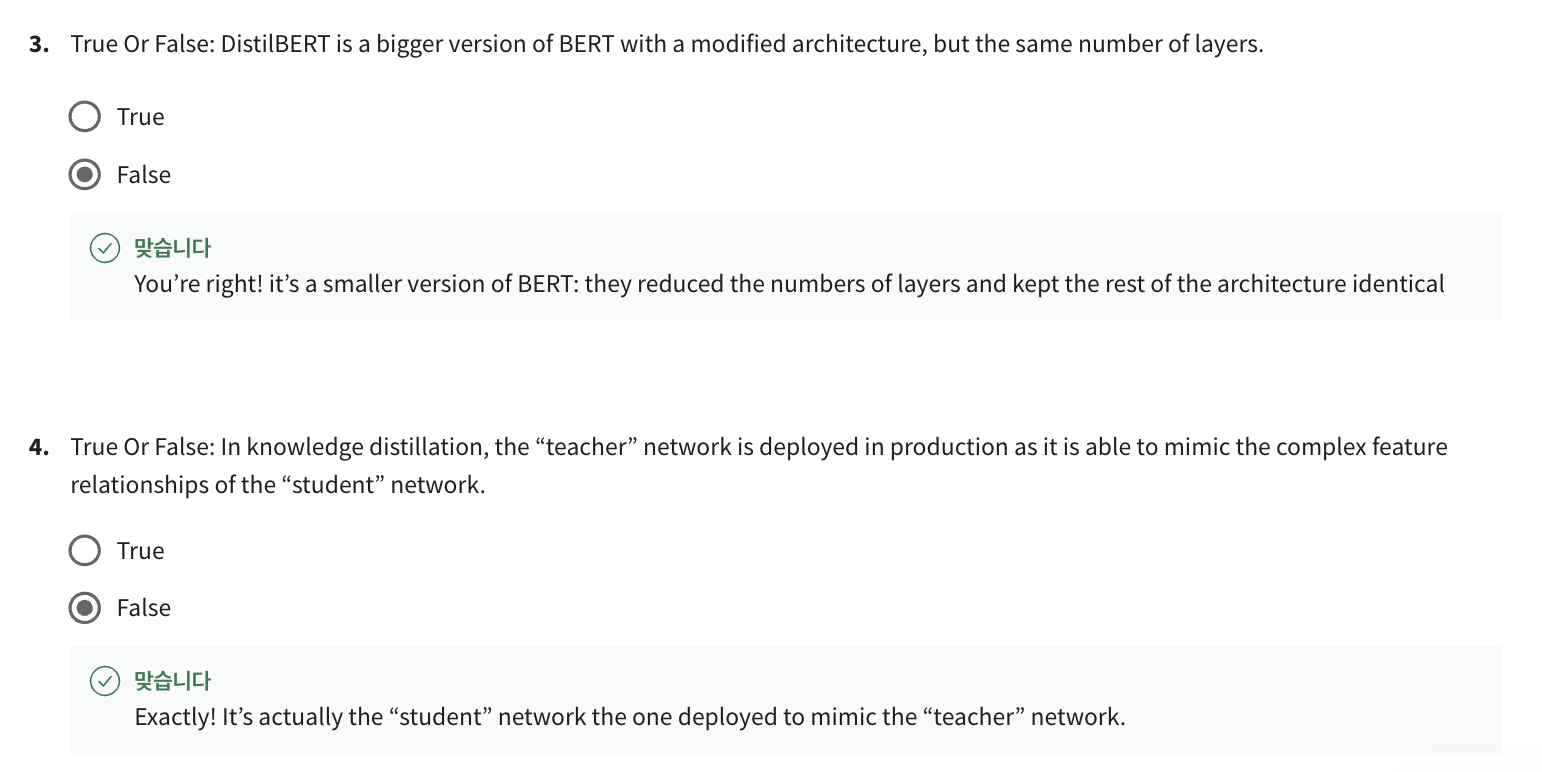 3. True Or False: DistilBERT is a bigger version of BERT with a modified architecture, but the same number of layers.
True
False
맞습니다
You’re right! it’s a smaller version of BERT: they reduced the numbers of layers and kept the rest of the architecture identical
4. True Or False: In knowledge distillation, the “teacher” network is deployed in production as it is able to mimic the complex feature
relationships of the “student” network.
True
False
맞습니다
Exactly! It’s actually the “student” network the one deployed to mimic the “teacher” network.